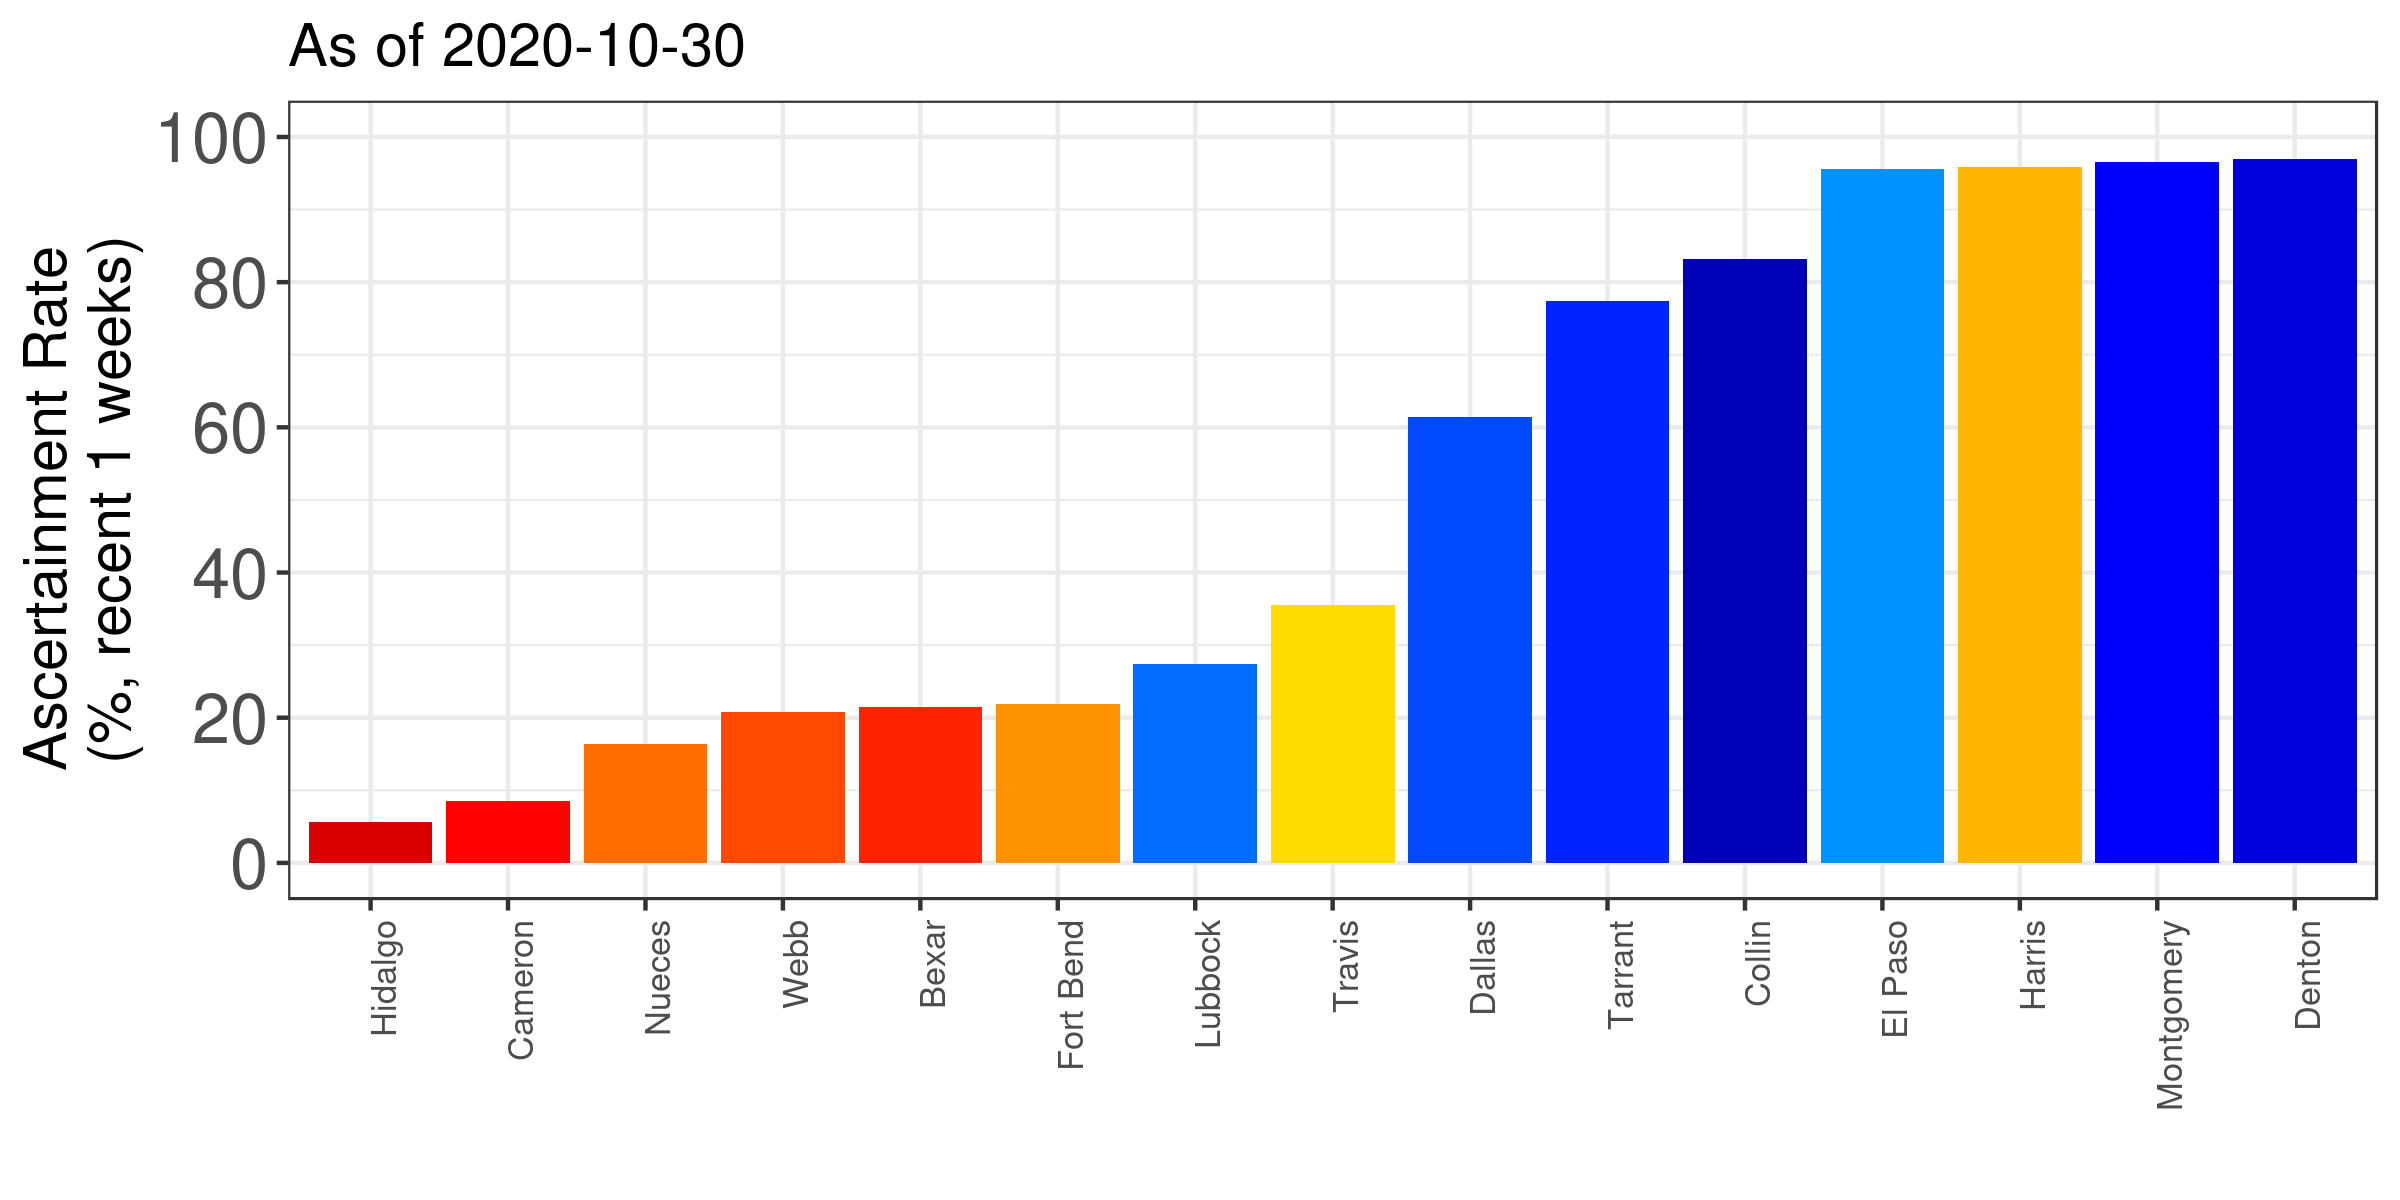 As of 2020-10-30
Ascertainment Rate
(%, recent 1 weeks)
100
80
60
40
20
0
Hidalgo
Cameron
Nueces
Webb
Bexar
Fort Bend
Lubbock
Travis
Dallas
Tarrant
Collin
El Paso
Harris
Montgomery
Denton